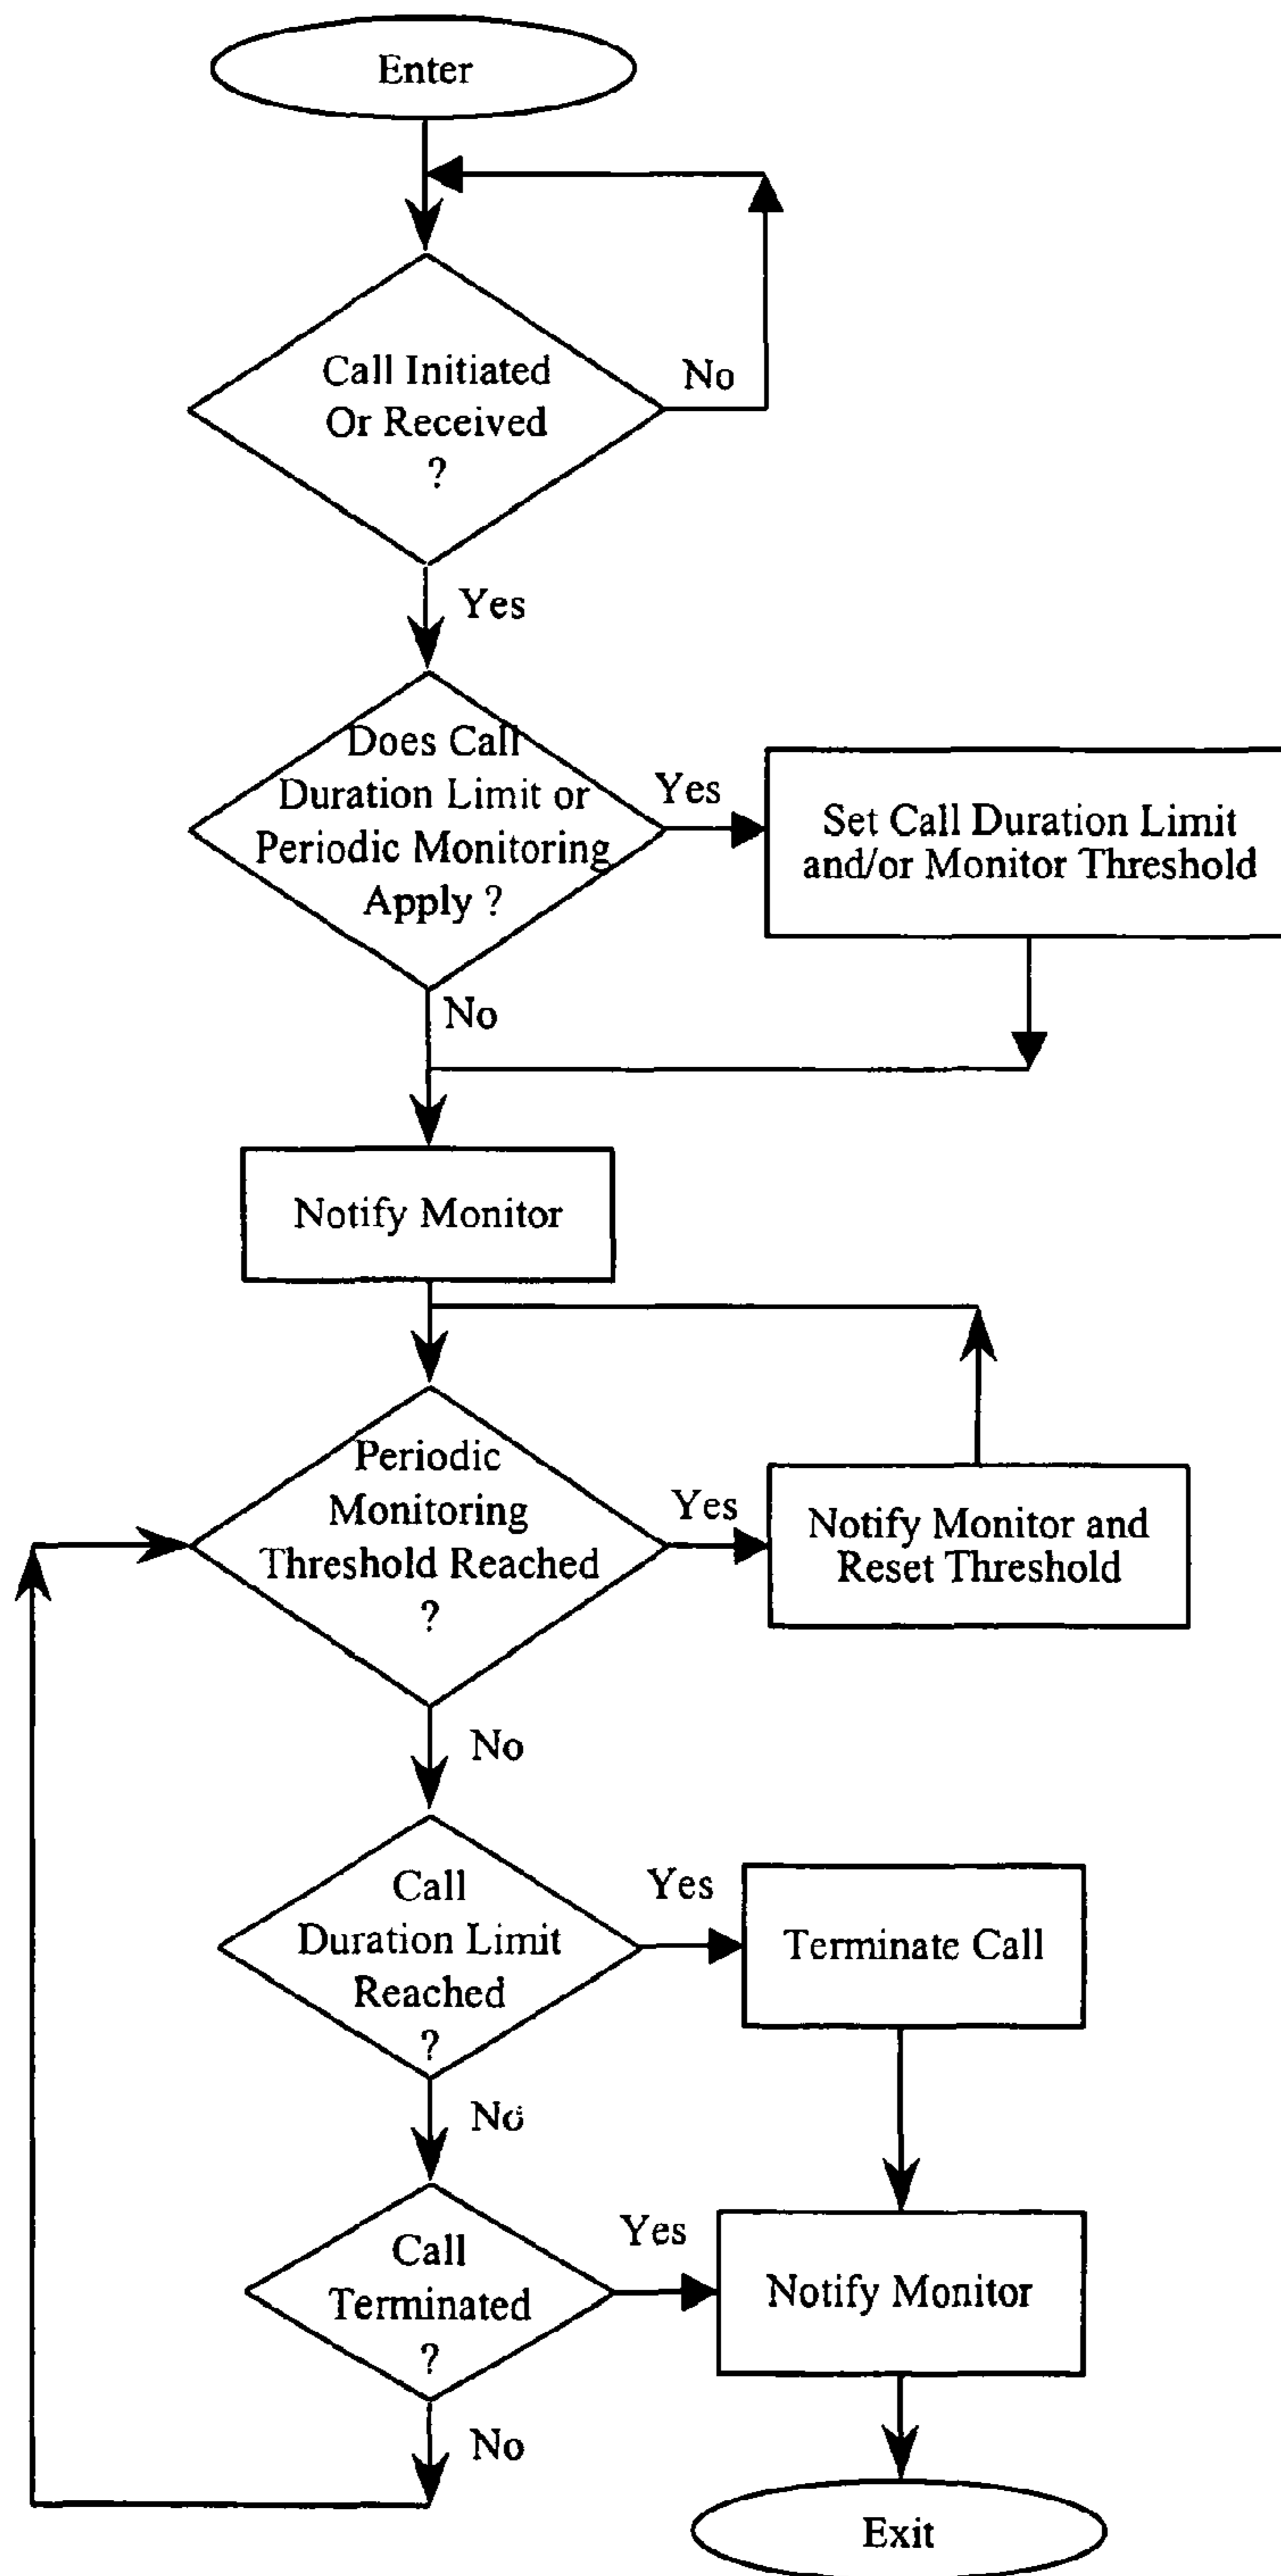 Enter
Call Initiated
Or Received
?
No
Yes
Does Call
Duration Limit or
Periodic Monitoring
Apply ?
Yes
Set Call Duration Limit
and/or Monitor Threshold
No
Notify Monitor
Periodic
Monitoring
Threshold Reached
?
Yes
Notify Monitor and
Reset Threshold
No
Call
Duration Limit
Reached
?
Yes
Terminate Call
No
Call
Terminated
?
Yes
Notify Monitor
No
Exit